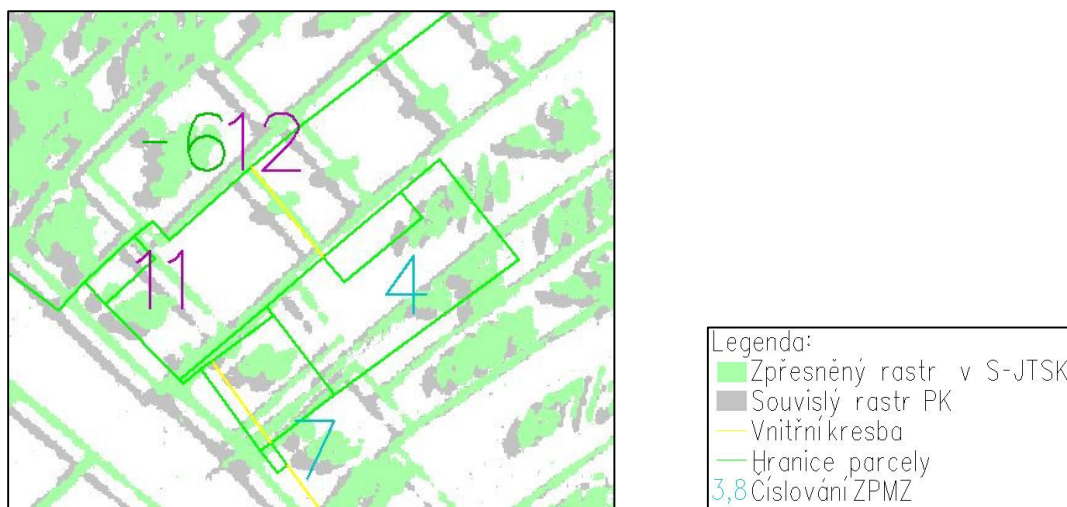 -612
11
4
7
Legenda:
Zpřesněný rastr v S-JTSK
Souvislý rastr PK
Vnitřní kresba
Hranice parcely
3,8 Číslování ZPMZ